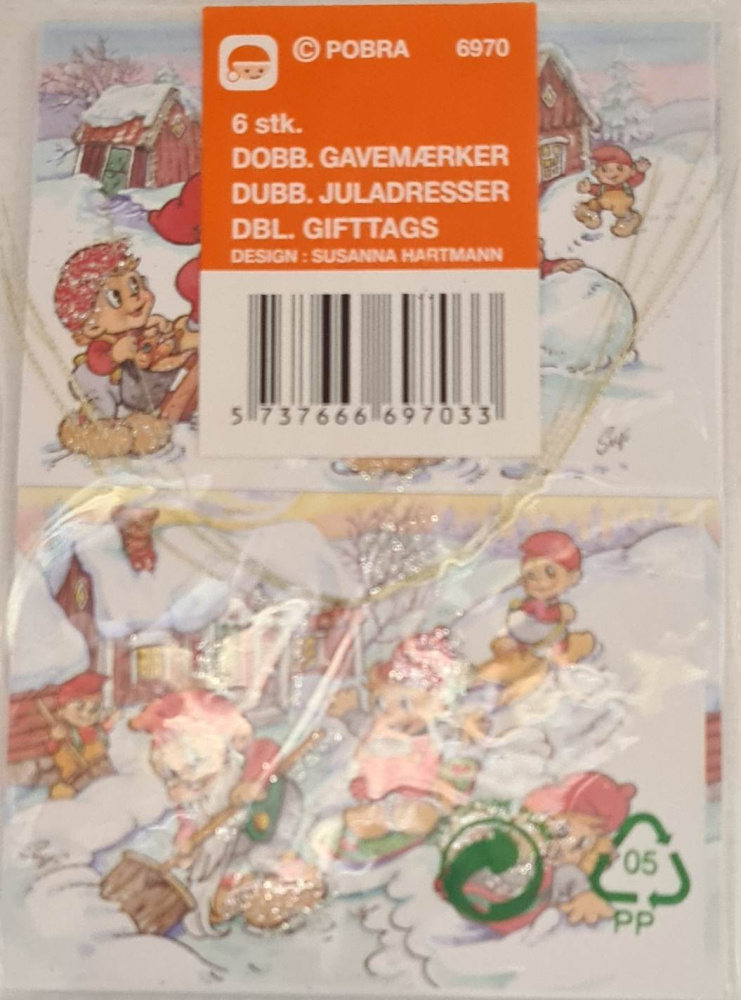 © POBRA 6970
6 stk.
DOBB. GAVEMÆRKER
DUBB. JULADRESSER
DBL. GIFTTAGS
DESIGN : SUSANNA HARTMANN
5 737666 697033
05
PP